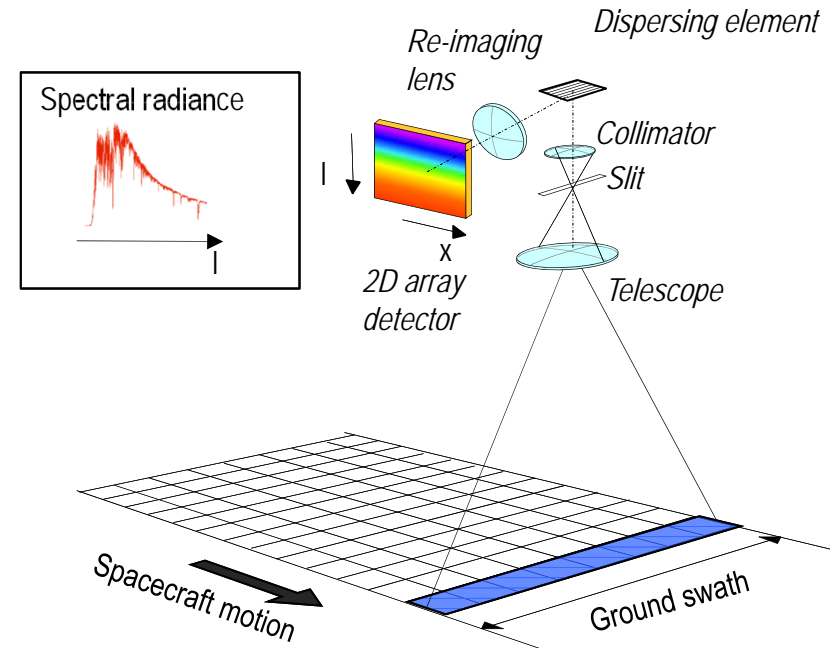 Dispersing element
Re-imaging
lens
Spectral radiance
Collimator
l
Slit
x
l
2D array
detector
Telescope
Spacecraft motion
Ground swath